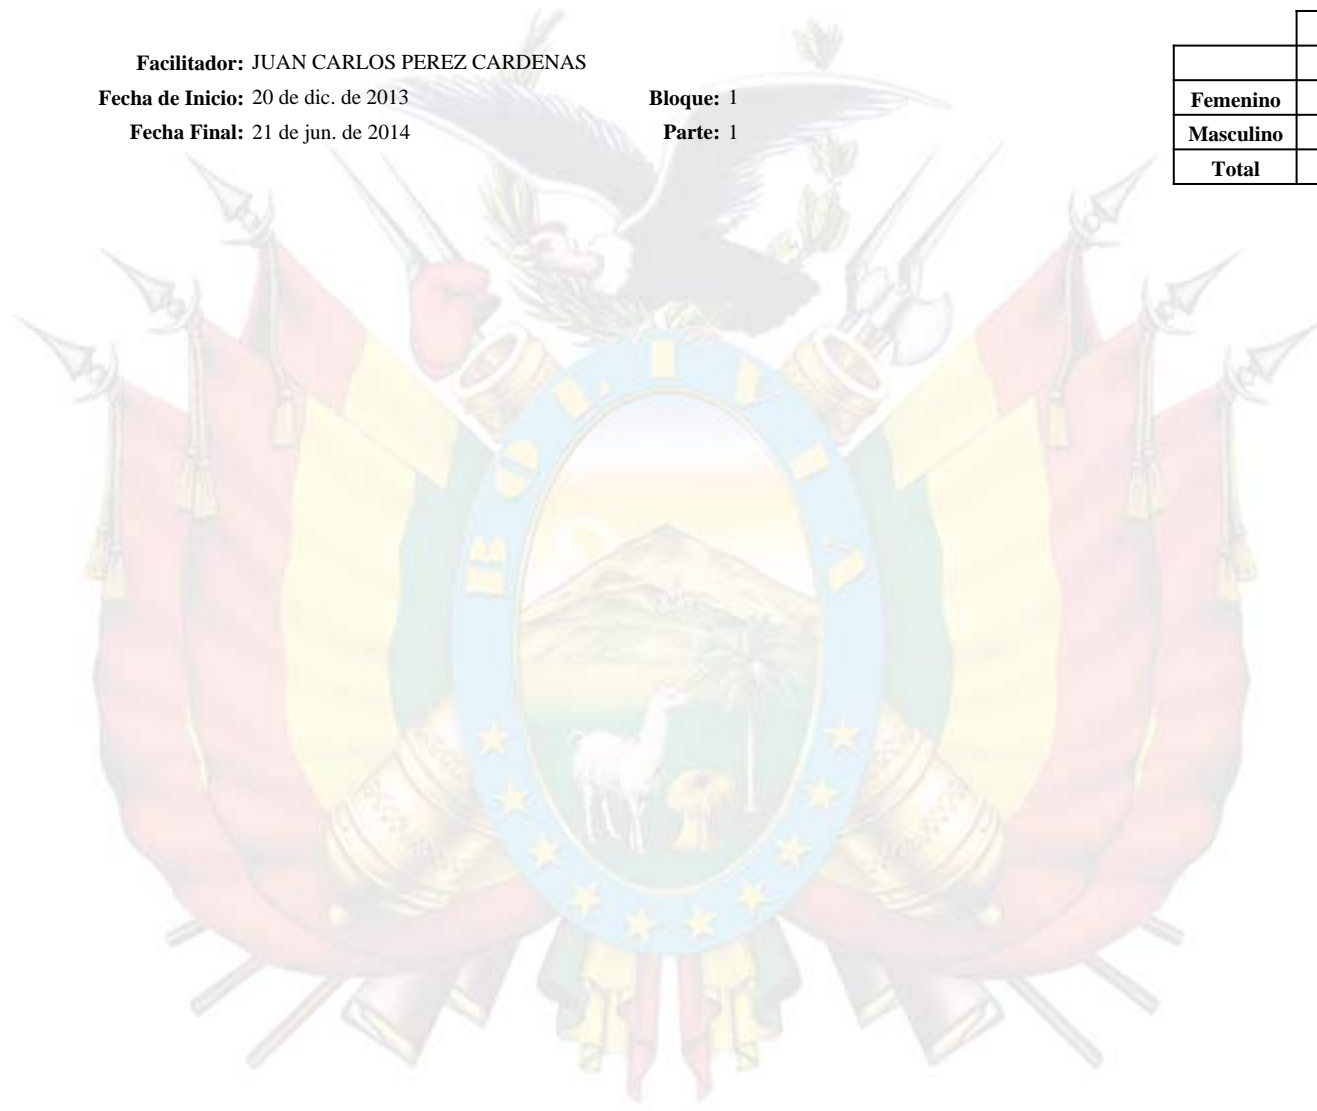 Facilitador: JUAN CARLOS PEREZ CARDENAS
Fecha de Inicio: 20 de dic. de 2013 Bloque: 1
Fecha Final: 21 de jun. de 2014 Parte: 1
Femenino
Masculino
Total
BOLIVIA